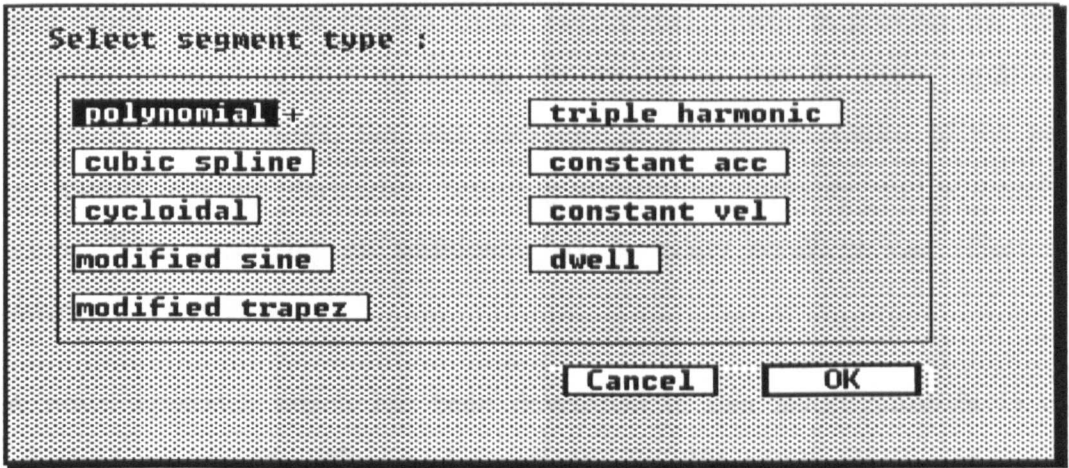 Select segment type :
polynomial +
cubic spline
cycloidal
modified sine
modified trapez
triple harmonic
constant acc
constant vel
dwell
Cancel
OK